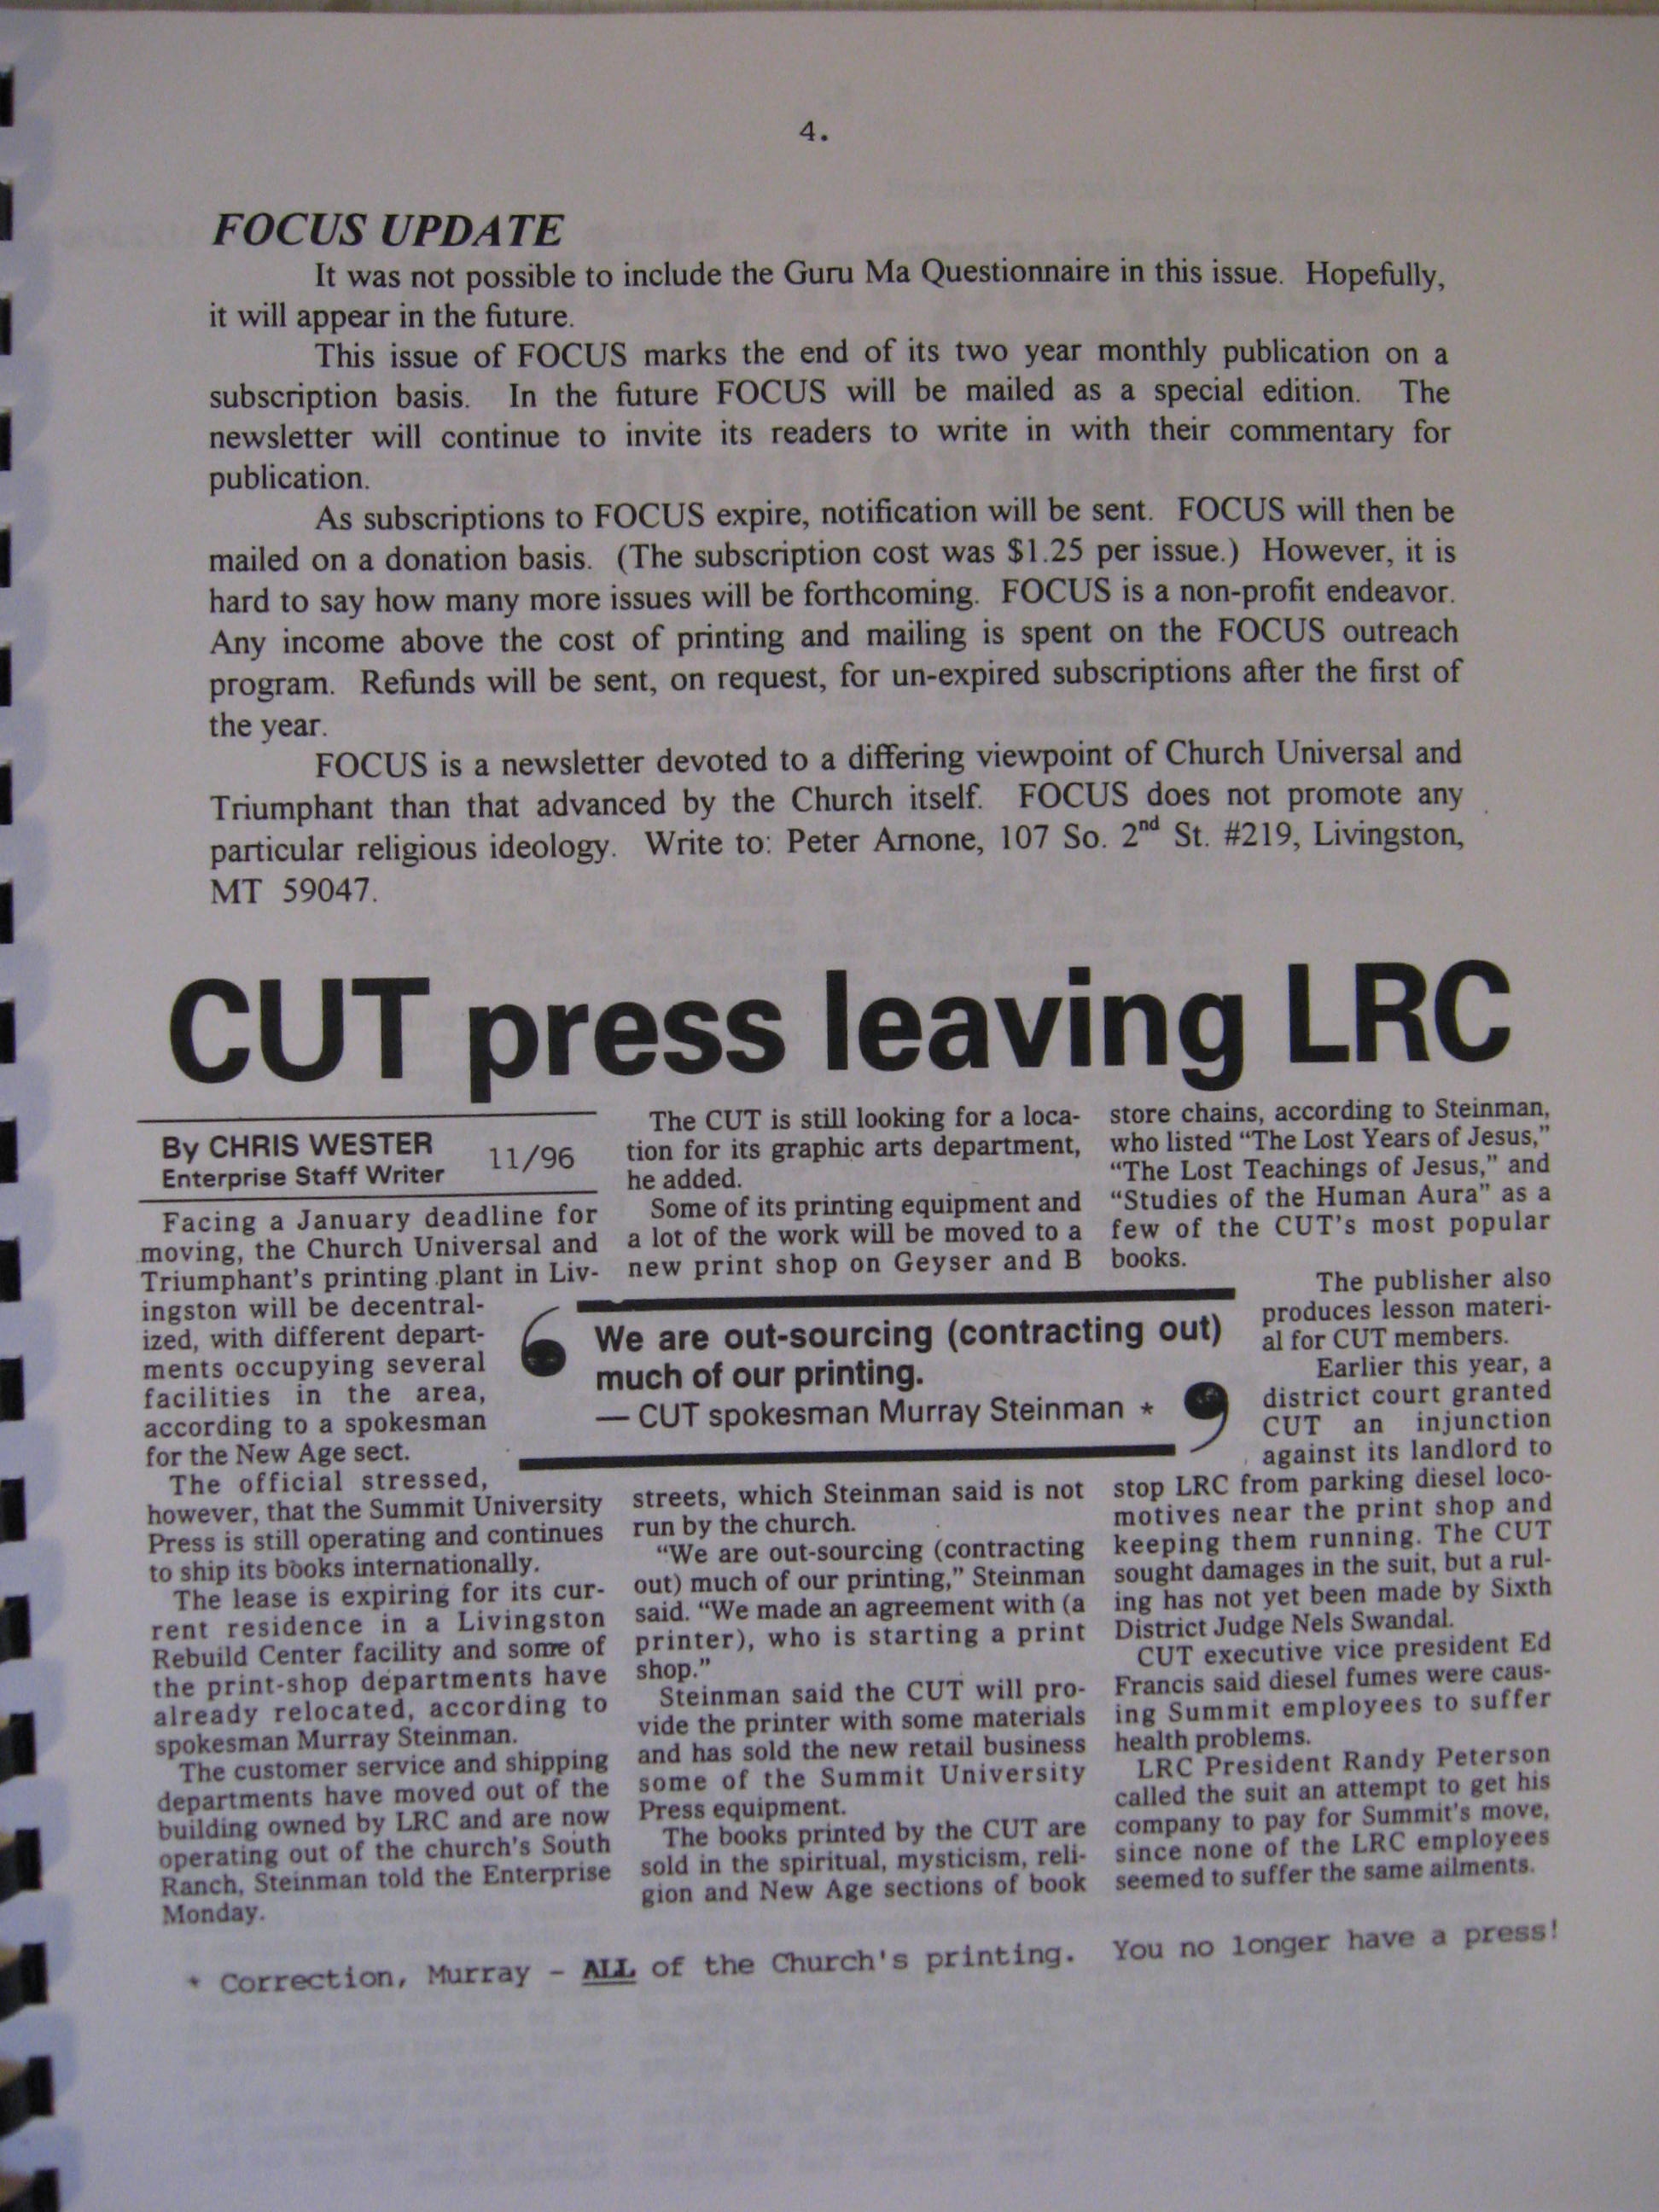 4.
FOCUS UPDATE
It was not possible to include the Guru Ma Questionnaire in this issue. Hopefully,
it will appear in the future.
This issue of FOCUS marks the end of its two year monthly publication on a
subscription basis. In the future FOCUS will be mailed as a special edition. The
newsletter will continue to invite its readers to write in with their commentary for
publication.
As subscriptions to FOCUS expire, notification will be sent. FOCUS will then be
mailed on a donation basis. (The subscription cost was $1.25 per issue.) However, it is
hard to say how many more issues will be forthcoming. FOCUS is a non-profit endeavor.
Any income above the cost of printing and mailing is spent on the FOCUS outreach
program. Refunds will be sent, on request, for un-expired subscriptions after the first of
the year.
FOCUS is a newsletter devoted to a differing viewpoint of Church Universal and
Triumphant than that advanced by the Church itself. FOCUS does not promote any
particular religious ideology. Write to: Peter Arnone, 107 So. 2nd St. #219, Livingston,
MT 59047.
CUT press leaving LRC
By CHRIS WESTER
Enterprise Staff Writer
11/96
Facing a January deadline for
moving, the Church Universal and
Triumphant's printing plant in Liv-
ingston will be decentral-
ized, with different depart-
ments occupying several
facilities in the area,
according to a spokesman
for the New Age sect.
The official stressed,
however, that the Summit University
Press is still operating and continues
to ship its books internationally.
The lease is expiring for its cur-
rent residence in a Livingston
Rebuild Center facility and some of
the print-shop departments have
already relocated, according to
spokesman Murray Steinman.
The customer service and shipping
departments have moved out of the
building owned by LRC and are now
operating out of the church's South
Ranch, Steinman told the Enterprise
Monday.
The CUT is still looking for a loca-
tion for its graphic arts department,
he added.
Some of its printing equipment and
a lot of the work will be moved to a
new print shop on Geyser and B
‘ We are out-sourcing (contracting out)
much of our printing.
— CUT spokesman Murray Steinman * ’
streets, which Steinman said is not
run by the church.
"We are out-sourcing (contracting
out) much of our printing," Steinman
said. "We made an agreement with (a
printer), who is starting a print
shop."
Steinman said the CUT will pro-
vide the printer with some materials
and has sold the new retail business
some of the Summit University
Press equipment.
The books printed by the CUT are
sold in the spiritual, mysticism, reli-
gion and New Age sections of book
store chains, according to Steinman,
who listed "The Lost Years of Jesus,"
"The Lost Teachings of Jesus," and
"Studies of the Human Aura" as a
few of the CUT's most popular
books.
The publisher also
produces lesson materi-
al for CUT members.
Earlier this year, a
district court granted
CUT an injunction
against its landlord to
stop LRC from parking diesel loco-
motives near the print shop and
keeping them running. The CUT
sought damages in the suit, but a rul-
ing has not yet been made by Sixth
District Judge Nels Swandal.
CUT executive vice president Ed
Francis said diesel fumes were caus-
ing Summit employees to suffer
health problems.
LRC President Randy Peterson
called the suit an attempt to get his
company to pay for Summit's move,
since none of the LRC employees
seemed to suffer the same ailments.
* Correction, Murray - ALL of the Church's printing. You no longer have a press!